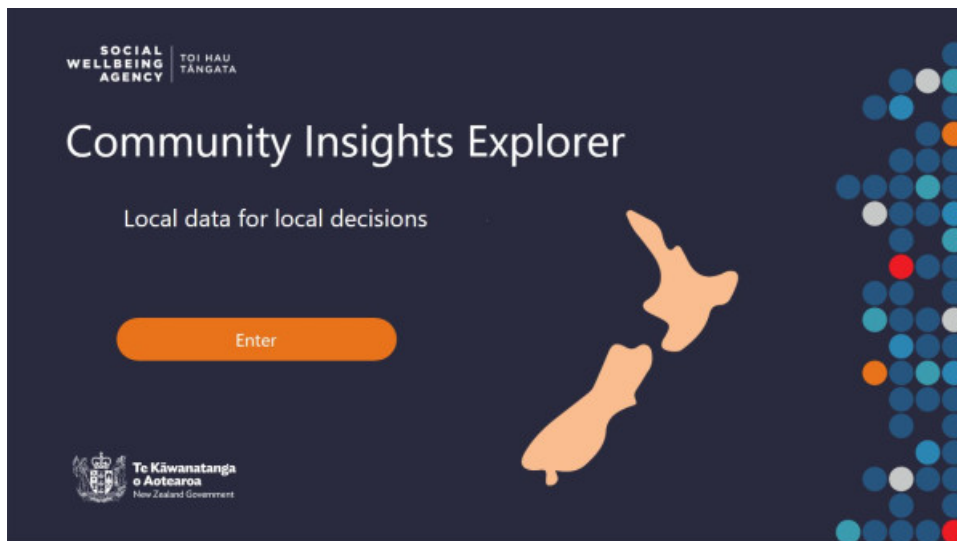 SOCIAL
WELLBEING
AGENCY
TOI HAU
TĀNGATA
Community Insights Explorer
Local data for local decisions
Enter
Te Kāwanatanga
o Aotearoa
New Zealand Government